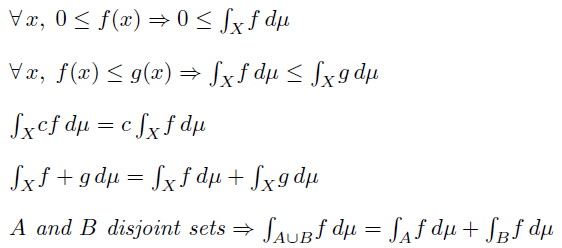 ∀ x, 0 ≤ f(x) ⇒ 0 ≤ ∫_X f dμ
∀ x, f(x) ≤ g(x) ⇒ ∫_X f dμ ≤ ∫_X g dμ
∫_X cf dμ = c ∫_X f dμ
∫_X f + g dμ = ∫_X f dμ + ∫_X g dμ
A and B disjoint sets ⇒ ∫_{A∪B} f dμ = ∫_A f dμ + ∫_B f dμ